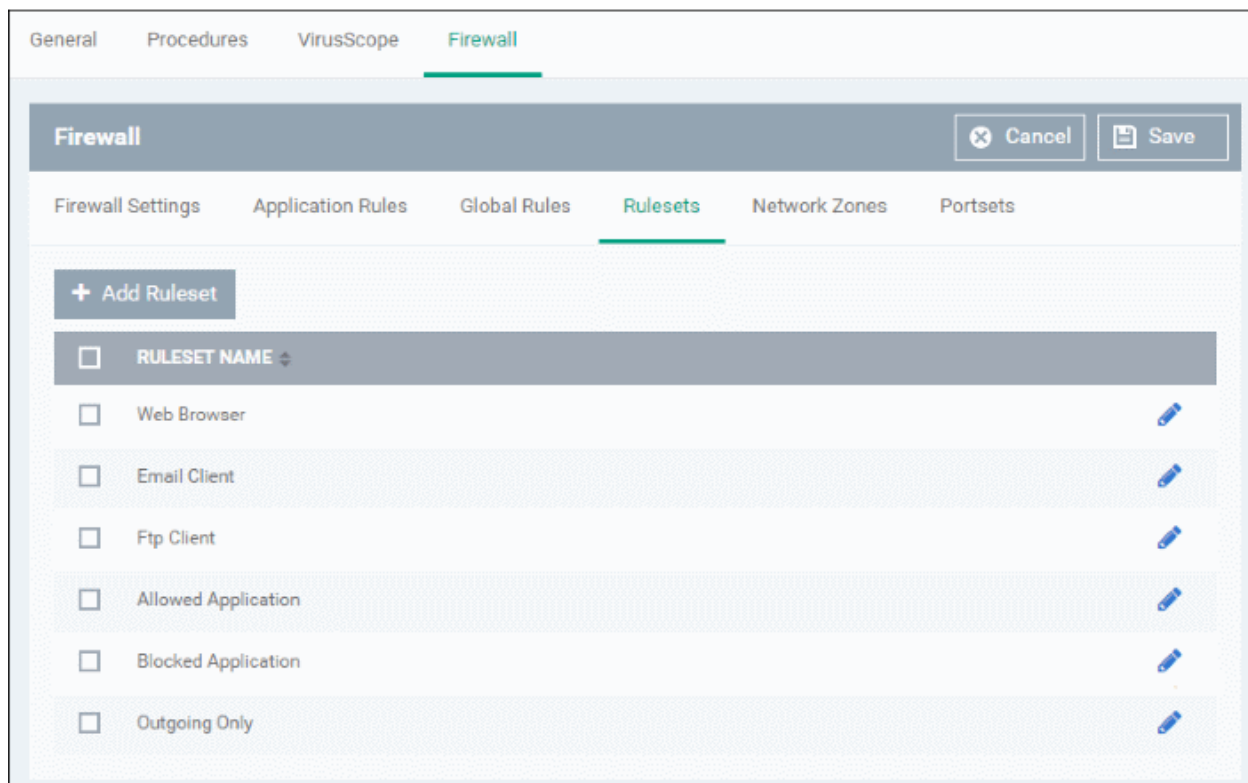 General Procedures VirusScope Firewall
Firewall Cancel Save
Firewall Settings Application Rules Global Rules Rulesets Network Zones Portsets
+ Add Ruleset
RULESET NAME
Web Browser
Email Client
Ftp Client
Allowed Application
Blocked Application
Outgoing Only